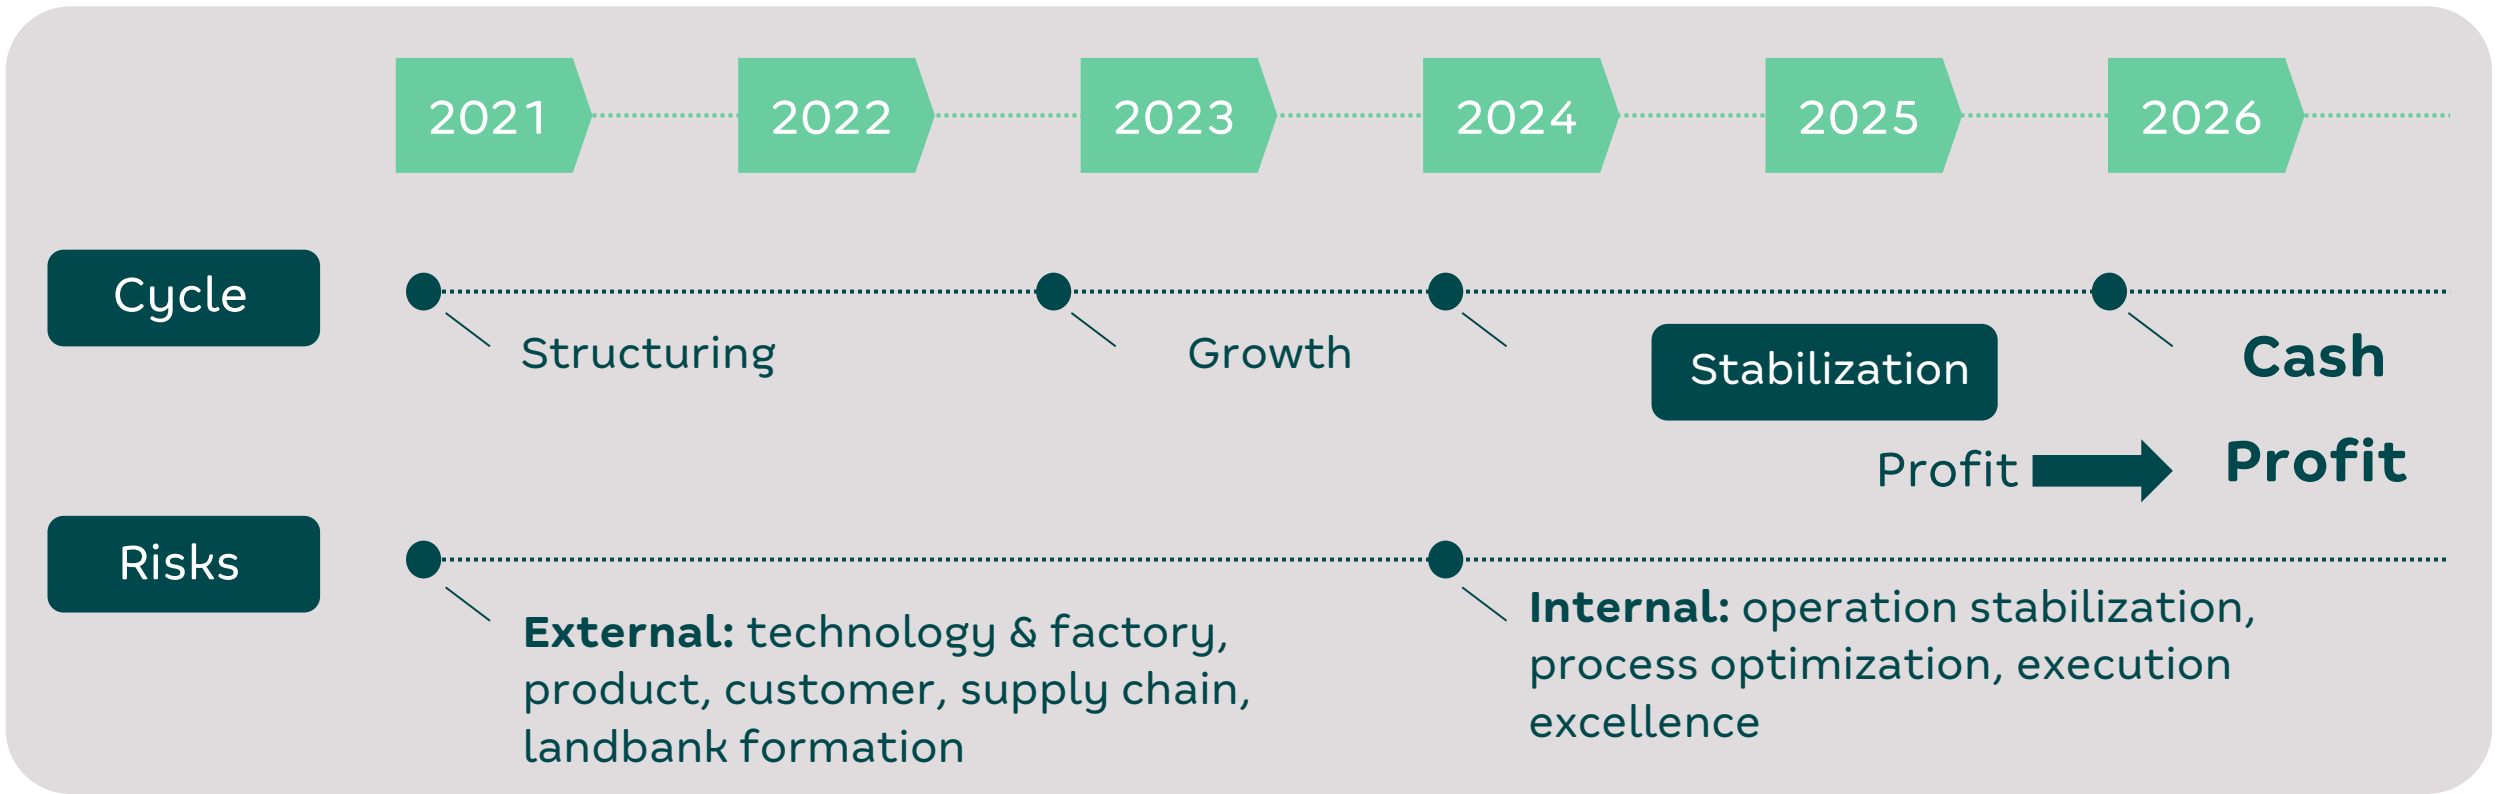 2021 2022 2023 2024 2025 2026
Cycle
Structuring Growth Stabilization Cash
Profit Profit
Risks
External: technology & factory,
product, customer, supply chain,
landbank formation
Internal: operation stabilization,
process optimization, execution
excellence